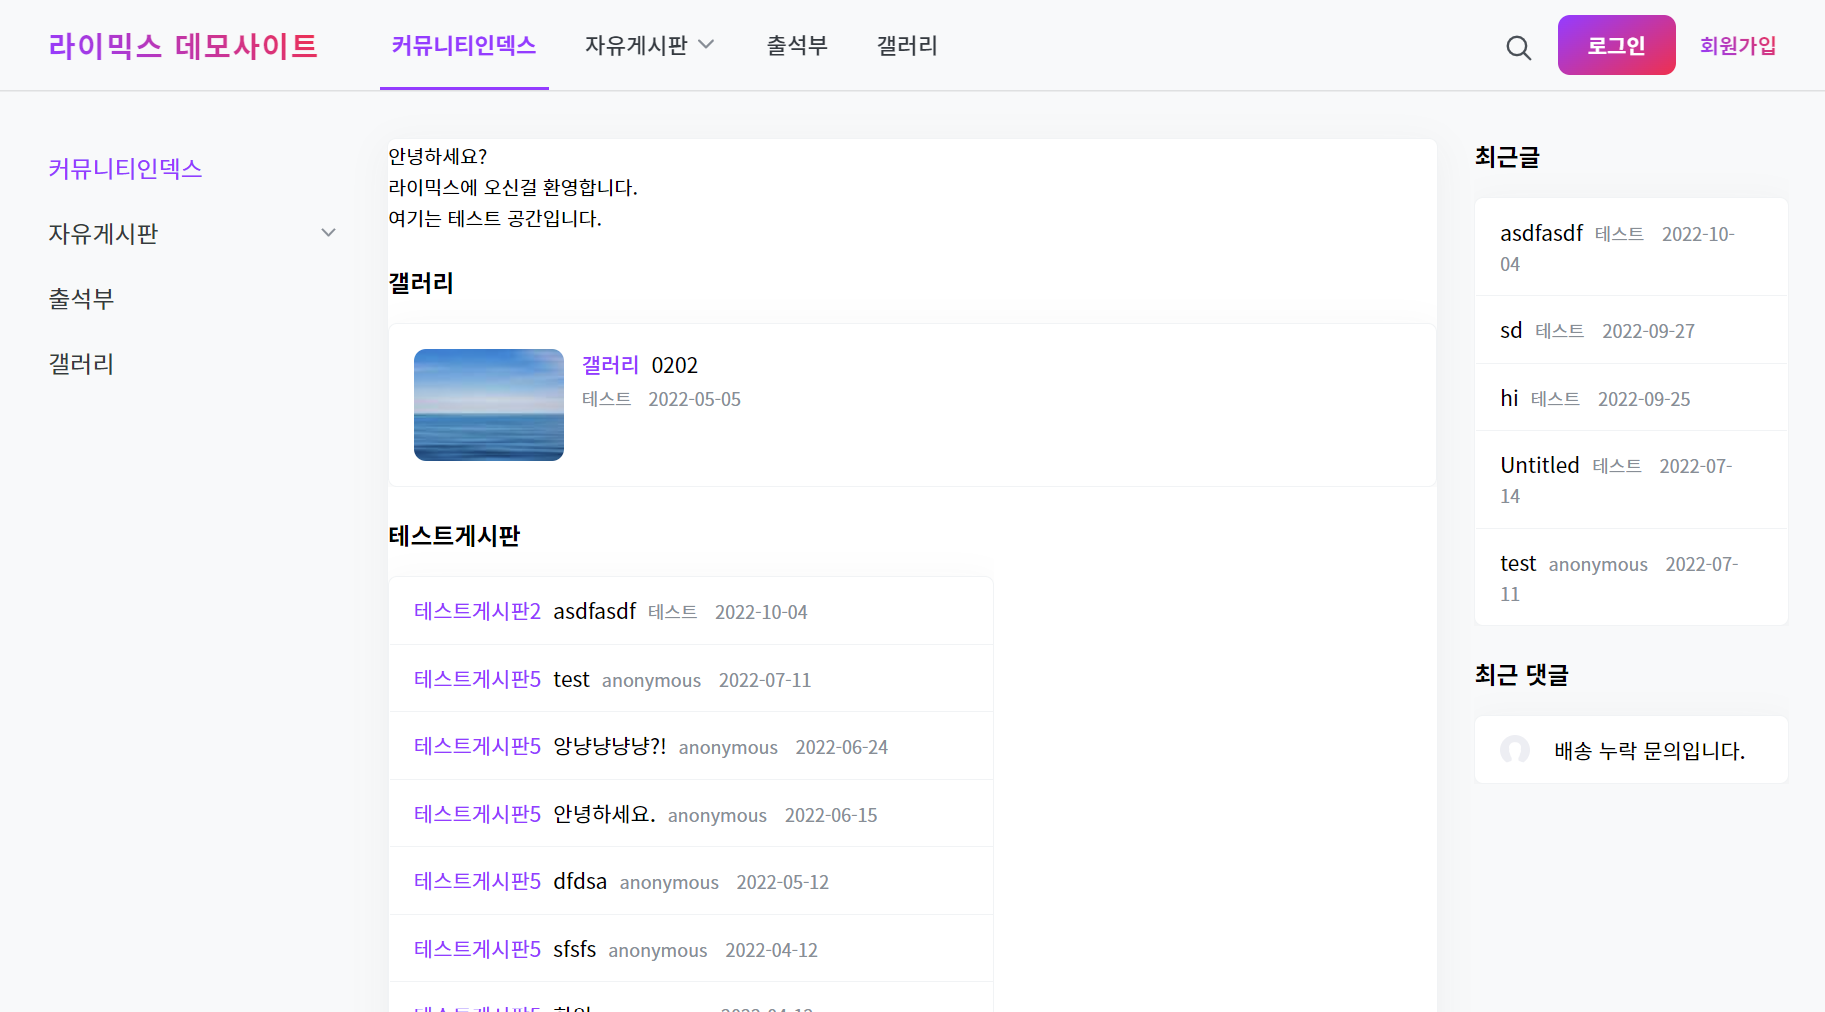 라이믹스 데모사이트
커뮤니티인덱스 자유게시판 출석부 갤러리
로그인 회원가입
커뮤니티인덱스
자유게시판
출석부
갤러리
안녕하세요?
라이믹스에 오신걸 환영합니다.
여기는 테스트 공간입니다.
갤러리
갤러리 0202
테스트 2022-05-05
테스트게시판
테스트게시판2 asdfasdf 테스트 2022-10-04
테스트게시판5 test anonymous 2022-07-11
테스트게시판5 앙냥냥냥냥?! anonymous 2022-06-24
테스트게시판5 안녕하세요. anonymous 2022-06-15
테스트게시판5 dfdsa anonymous 2022-05-12
테스트게시판5 sfsfs anonymous 2022-04-12
최근글
asdfasdf 테스트 2022-10-
04
sd 테스트 2022-09-27
hi 테스트 2022-09-25
Untitled 테스트 2022-07-
14
test anonymous 2022-07-
11
최근 댓글
배송 누락 문의입니다.